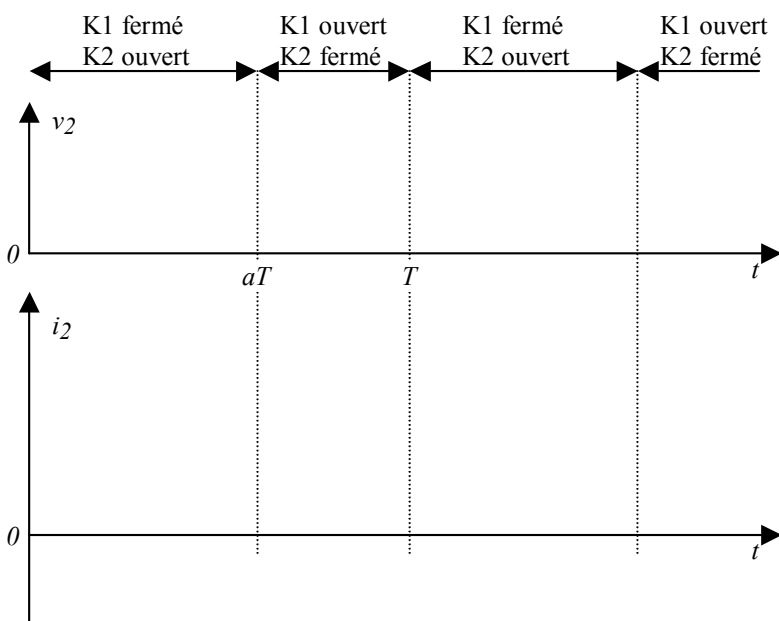 K1 fermé K1 ouvert K1 fermé K1 ouvert
K2 ouvert K2 fermé K2 ouvert K2 fermé
v2
0
aT T t
i2
0
t